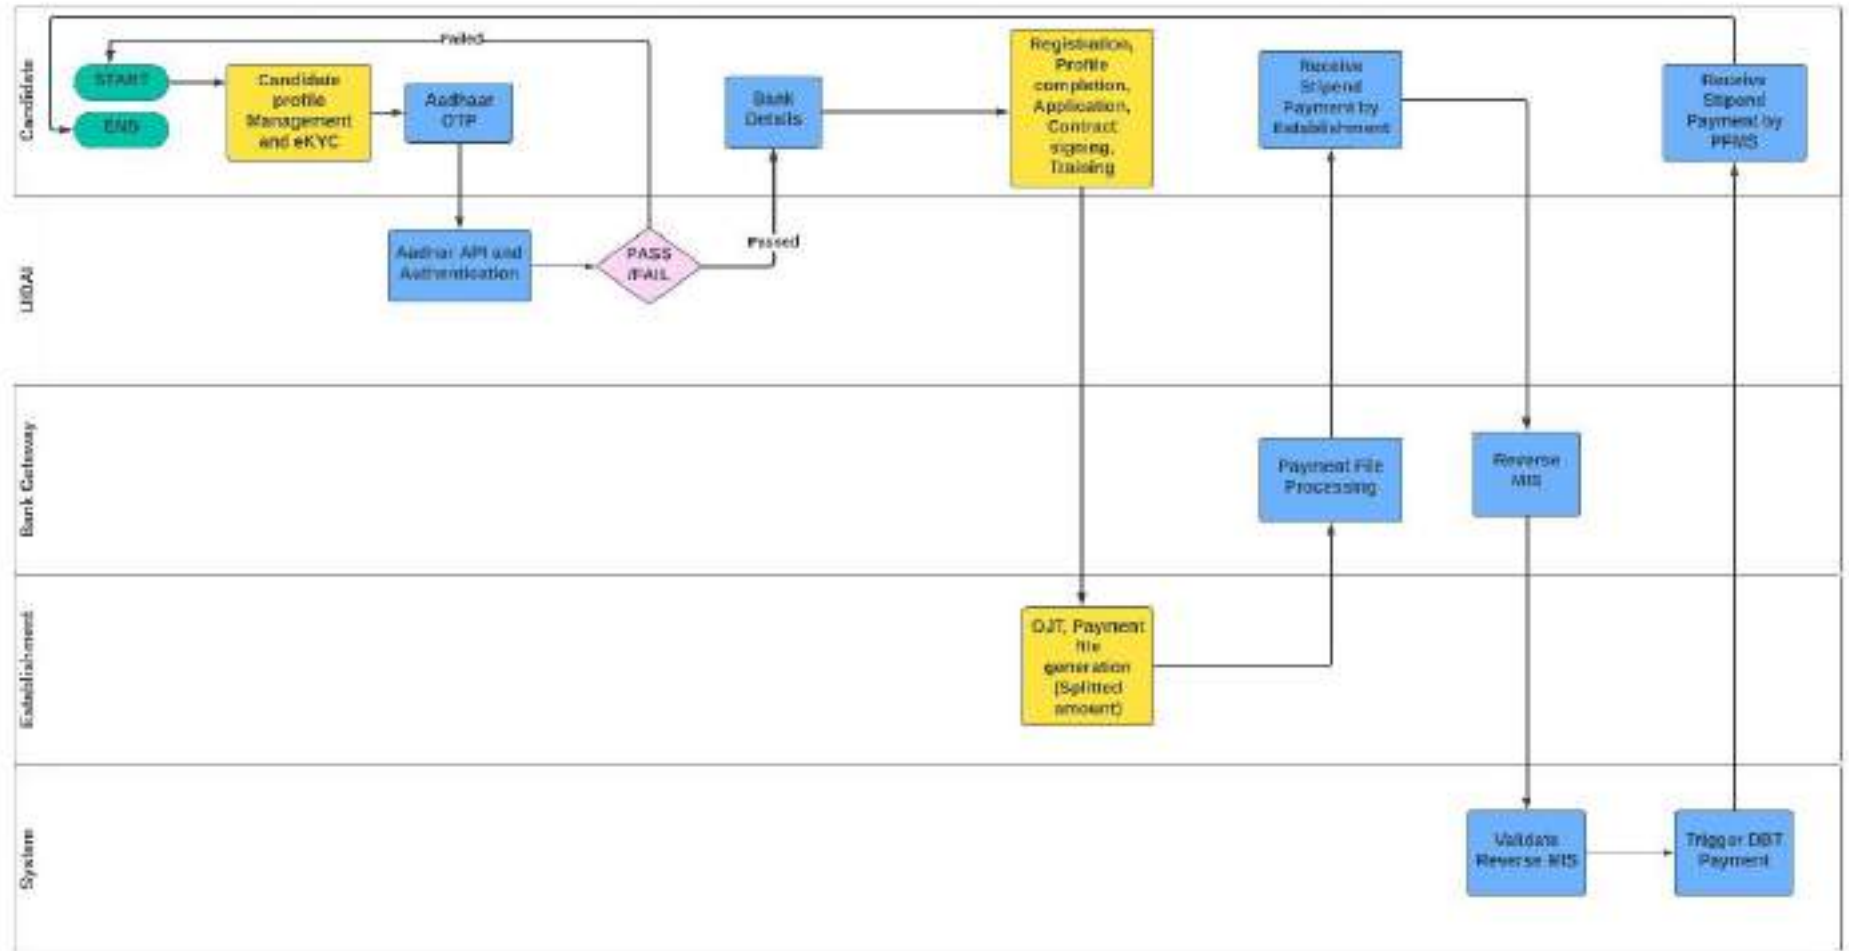 Candidate
Failed
START
END
Candidate
profile
Management
and eKYC
Aadhaar
OTP
Bank
Details
Registration,
Profile
completion,
Application,
Contract
signing,
Training
Receive
Stipend
Payment by
Establishment
Receive
Stipend
Payment by
PFMS
UIDAI
Aadhar API and
Authentication
PASS
/FAIL
Passed
Bank Gateway
Payment File
Processing
Reverse
MIS
Establishment
OJT, Payment
file
generation
(Splitted
amount)
System
Validate
Reverse MIS
Trigger DBT
Payment